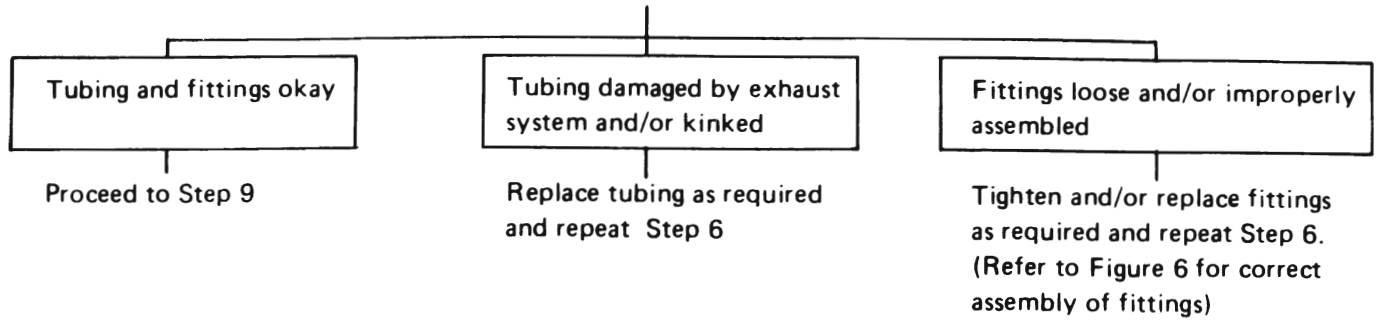 Tubing and fittings okay
Proceed to Step 9
Tubing damaged by exhaust
system and/or kinked
Replace tubing as required
and repeat Step 6
Fittings loose and/or improperly
assembled
Tighten and/or replace fittings
as required and repeat Step 6.
(Refer to Figure 6 for correct
assembly of fittings)